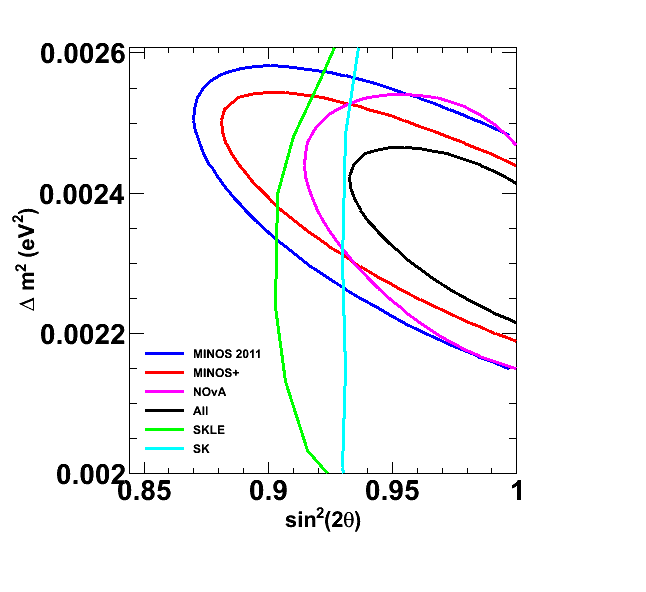 0.0026
0.0024
0.0022
0.002
Δ m² (eV²)
MINOS 2011
MINOS+
NOvA
All
SKLE
SK
0.85 0.9 0.95 1
sin²(2θ)